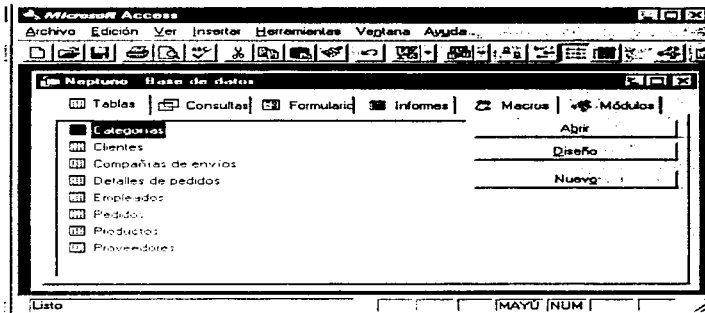 Microsoft Access
Archivo Edición Ver Insertar Herramientas Ventana Ayuda
Neptuno Base de datos
Tablas Consultas Formulario Informes Macros Módulos
Categorías
Clientes
Compañías de envíos
Detalles de pedidos
Empleados
Pedidos
Productos
Proveedores
Abrir
Diseño
Nuevo
Listo
MAYÚ NUM